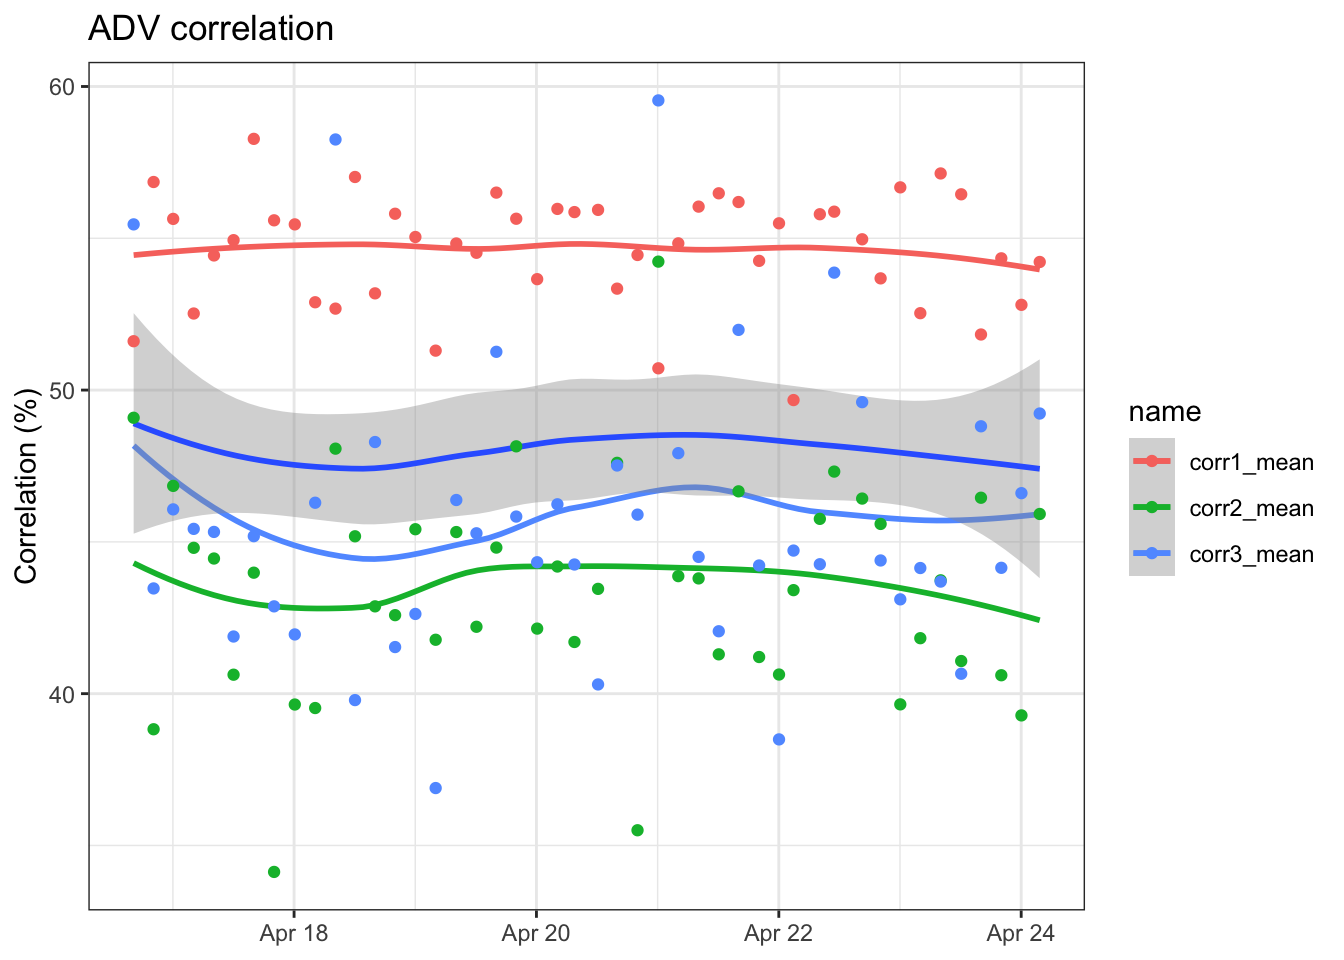 ADV correlation
60
50
40
Correlation (%)
Apr 18
Apr 20
Apr 22
Apr 24
name
corr1_mean
corr2_mean
corr3_mean